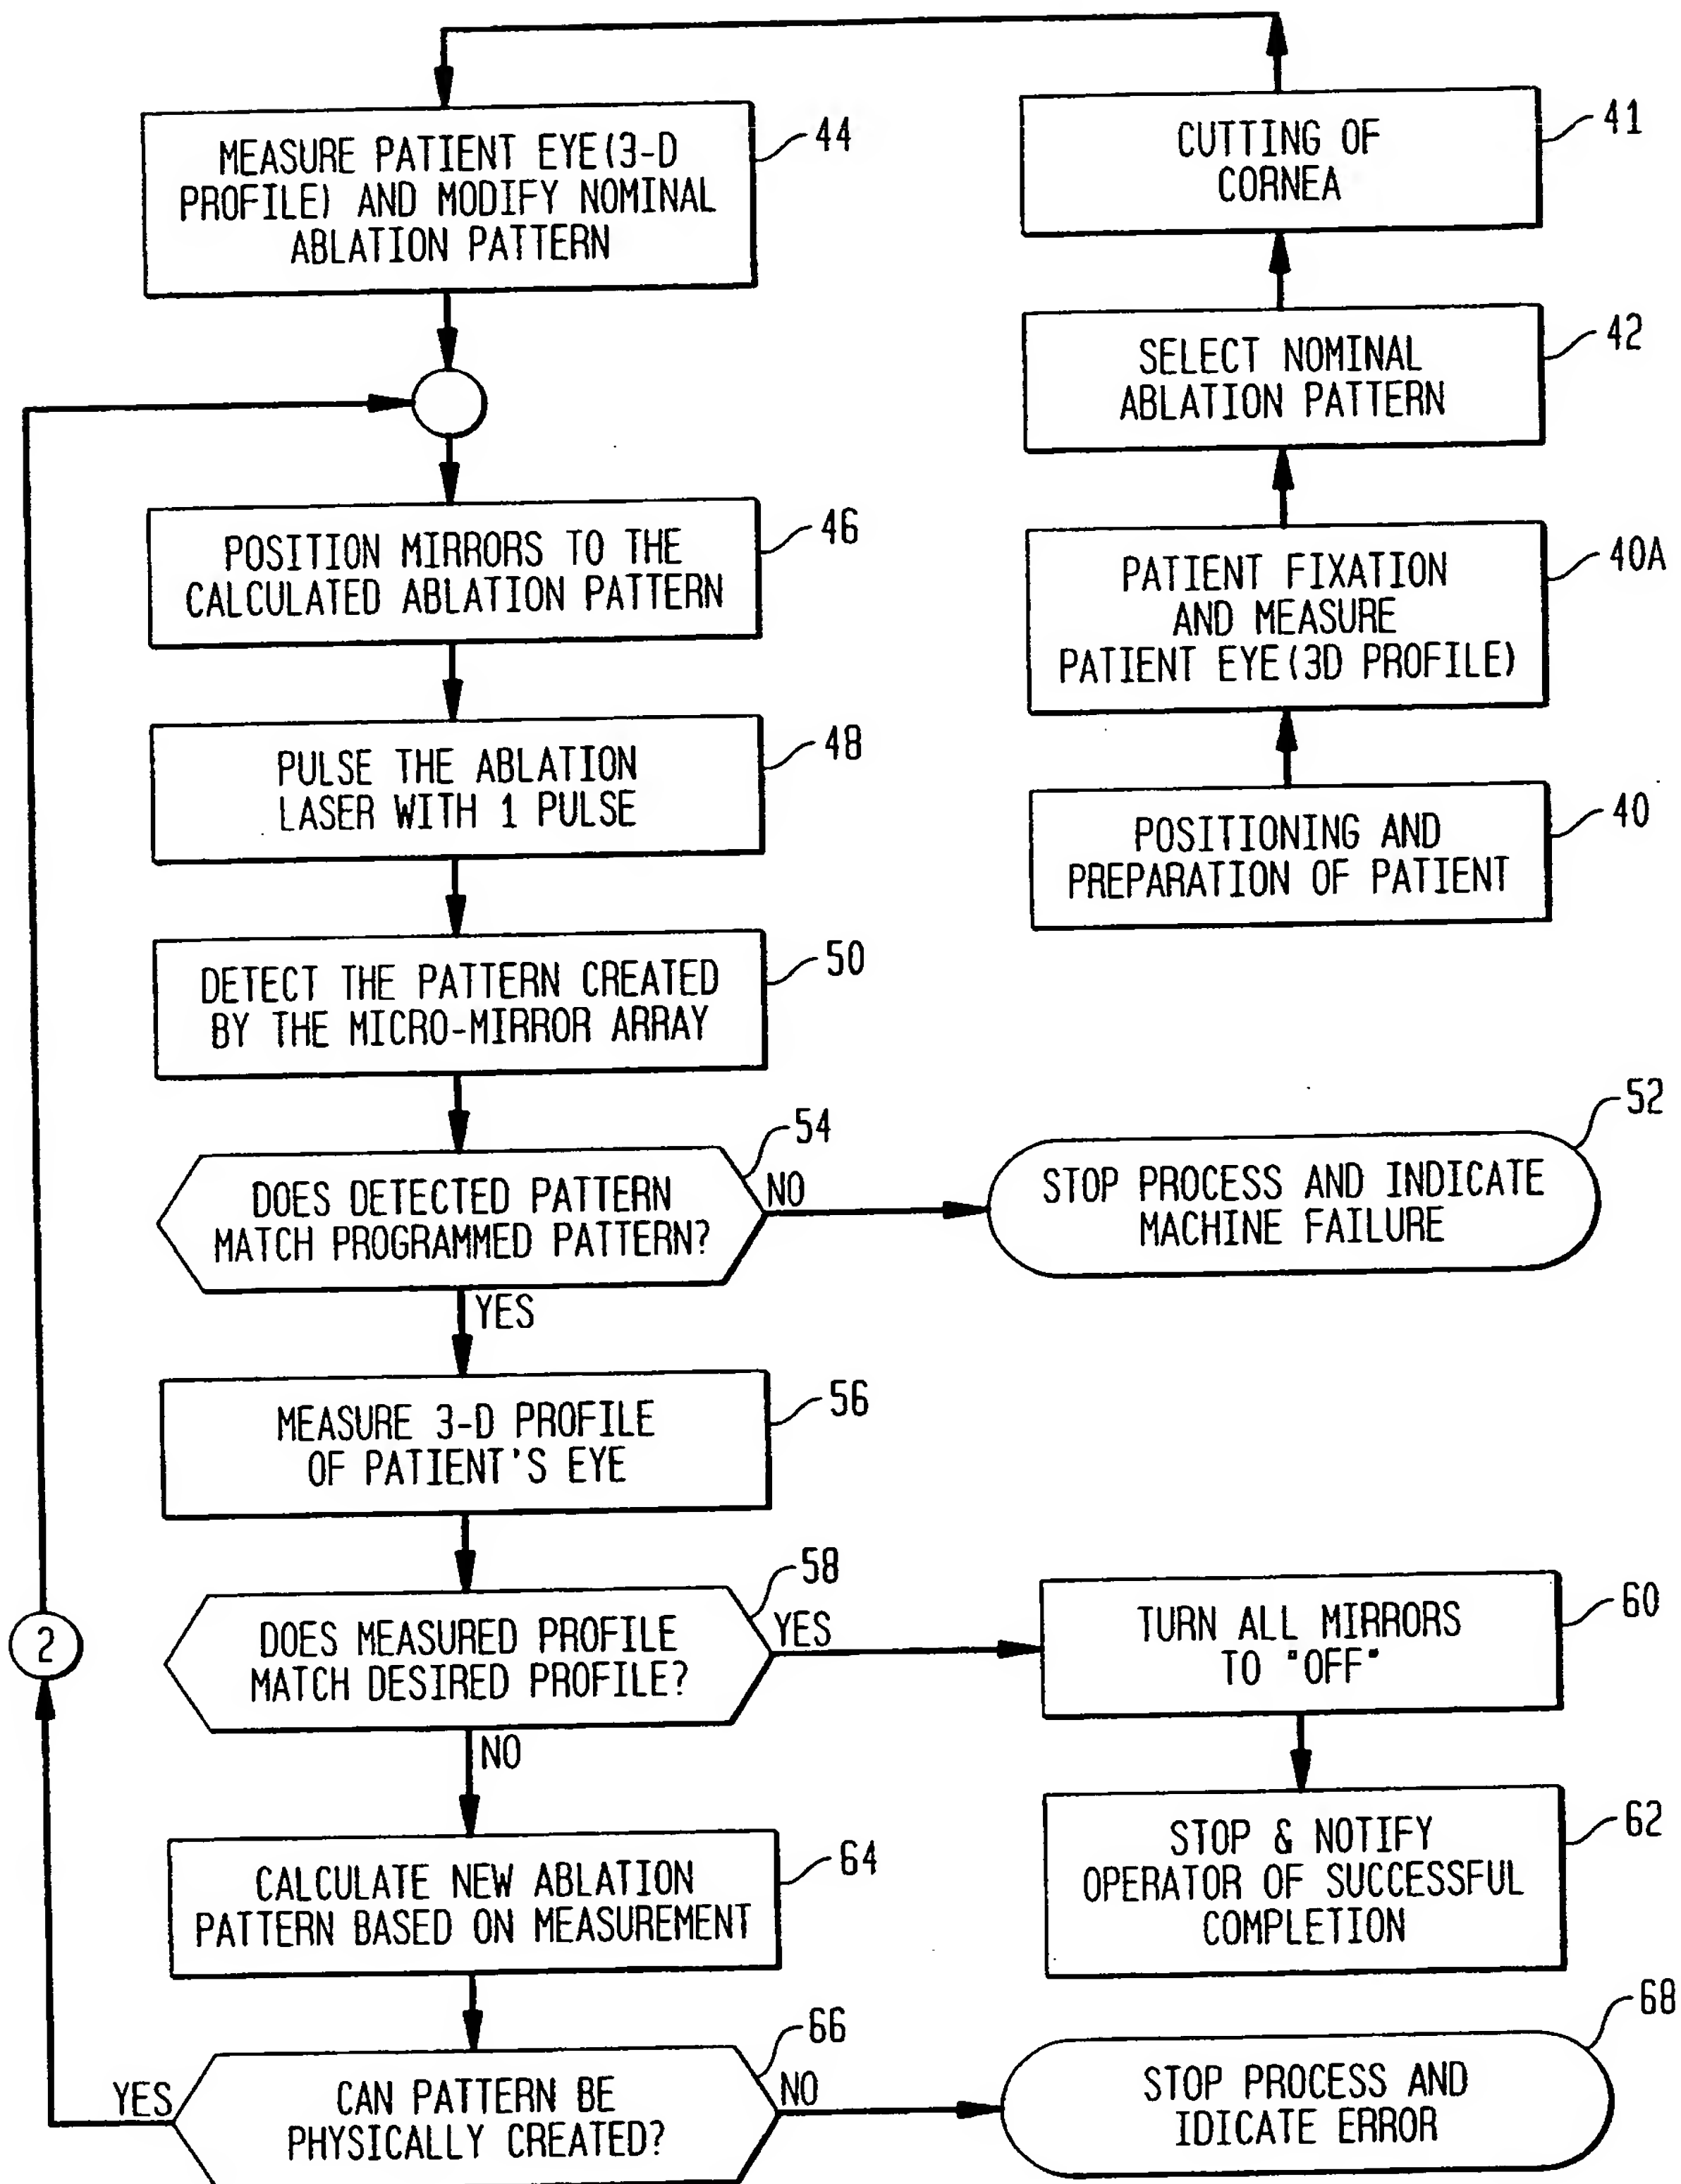 MEASURE PATIENT EYE(3-D
PROFILE) AND MODIFY NOMINAL
ABLATION PATTERN
44
CUTTING OF
CORNEA
41
SELECT NOMINAL
ABLATION PATTERN
42
POSITION MIRRORS TO THE
CALCULATED ABLATION PATTERN
46
PATIENT FIXATION
AND MEASURE
PATIENT EYE(3D PROFILE)
40A
PULSE THE ABLATION
LASER WITH 1 PULSE
48
POSITIONING AND
PREPARATION OF PATIENT
40
DETECT THE PATTERN CREATED
BY THE MICRO-MIRROR ARRAY
50
DOES DETECTED PATTERN
MATCH PROGRAMMED PATTERN?
54
NO
STOP PROCESS AND INDICATE
MACHINE FAILURE
52
YES
MEASURE 3-D PROFILE
OF PATIENT'S EYE
56
2
DOES MEASURED PROFILE
MATCH DESIRED PROFILE?
58
YES
TURN ALL MIRRORS
TO "OFF"
60
NO
CALCULATE NEW ABLATION
PATTERN BASED ON MEASUREMENT
64
STOP & NOTIFY
OPERATOR OF SUCCESSFUL
COMPLETION
62
YES
CAN PATTERN BE
PHYSICALLY CREATED?
66
NO
STOP PROCESS AND
IDICATE ERROR
68